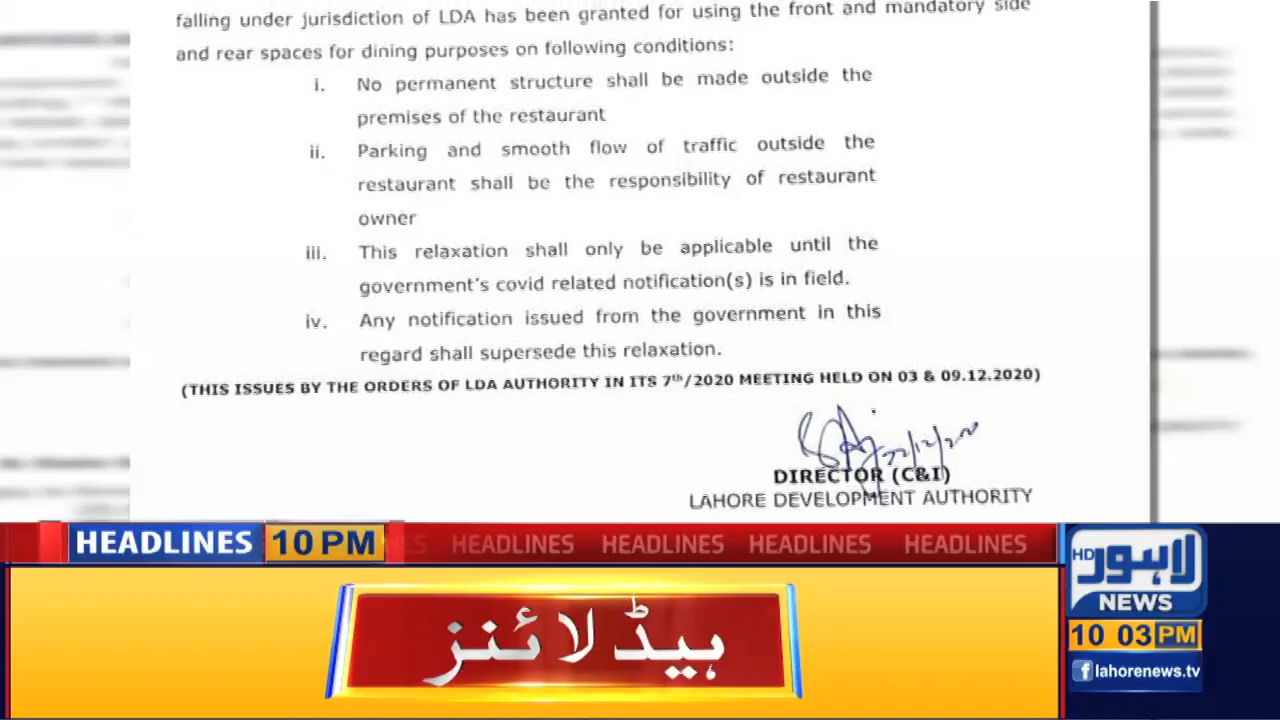 falling under jurisdiction of LDA has been granted for using the front and mandatory side
and rear spaces for dining purposes on following conditions:
i. No permanent structure shall be made outside the
premises of the restaurant
ii. Parking and smooth flow of traffic outside the
restaurant shall be the responsibility of restaurant
owner
iii. This relaxation shall only be applicable until the
government's covid related notification(s) is in field.
iv. Any notification issued from the government in this
regard shall supersede this relaxation.
(THIS ISSUES BY THE ORDERS OF LDA AUTHORITY IN ITS 7th/2020 MEETING HELD ON 03 & 09.12.2020)
DIRECTOR (C&I)
LAHORE DEVELOPMENT AUTHORITY
HEADLINES 10 PM HEADLINES HEADLINES HEADLINES HEADLINES
ہیڈلائنز
HD لاہور
NEWS
10 03 PM
f lahorenews.tv